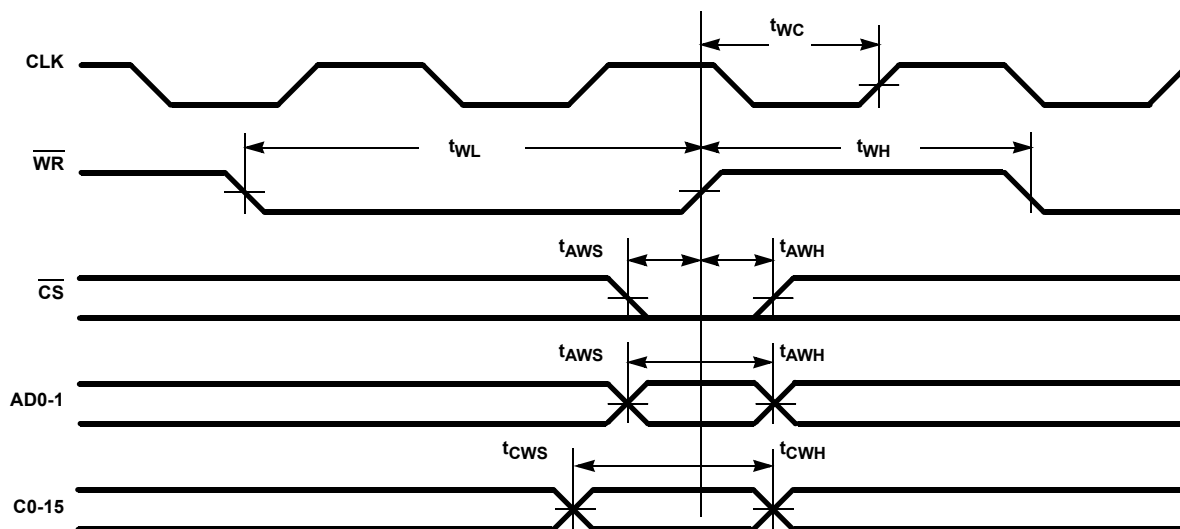 tWC
CLK
WR
tWL
tWH
tAWS
tAWH
CS
tAWS
tAWH
AD0-1
tCWS
tCWH
C0-15